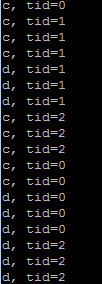 c, tid=0
c, tid=1
c, tid=1
c, tid=1
d, tid=1
d, tid=1
d, tid=1
c, tid=2
c, tid=2
c, tid=2
c, tid=0
c, tid=0
d, tid=0
d, tid=0
d, tid=0
d, tid=2
d, tid=2
d, tid=2